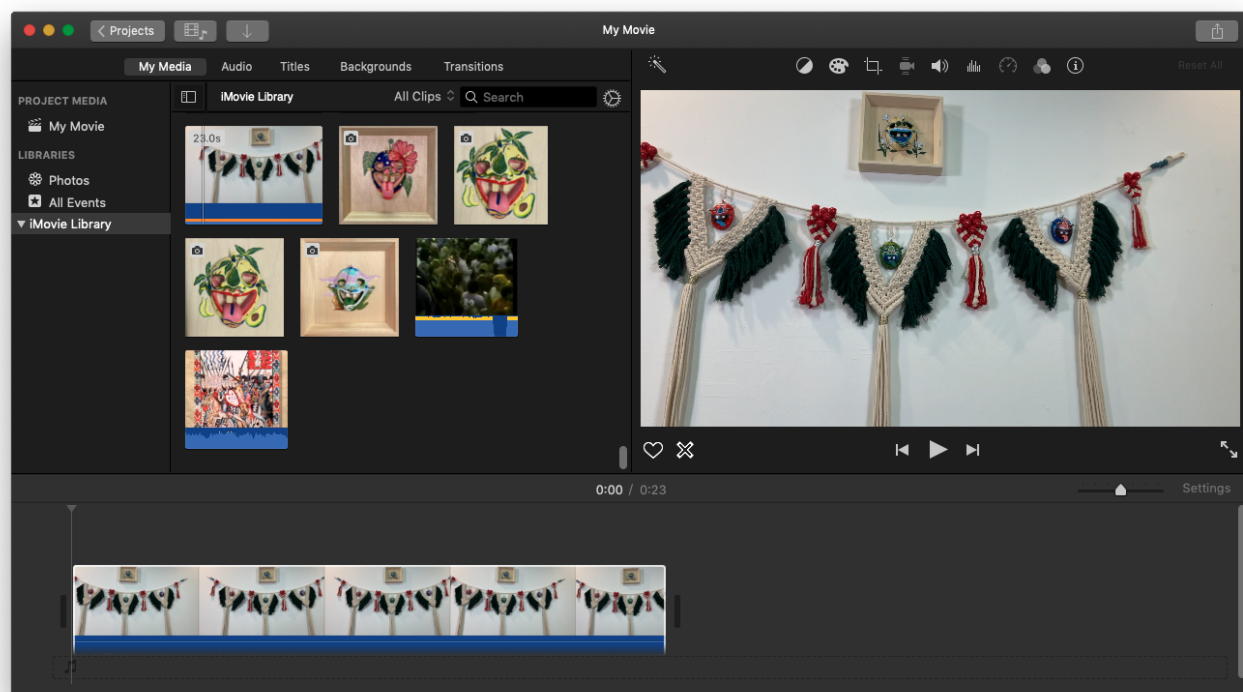 Projects
My Movie
My Media Audio Titles Backgrounds Transitions
Reset All
PROJECT MEDIA
My Movie
LIBRARIES
Photos
All Events
iMovie Library
iMovie Library All Clips Search
23.0s
0:00 / 0:23
Settings